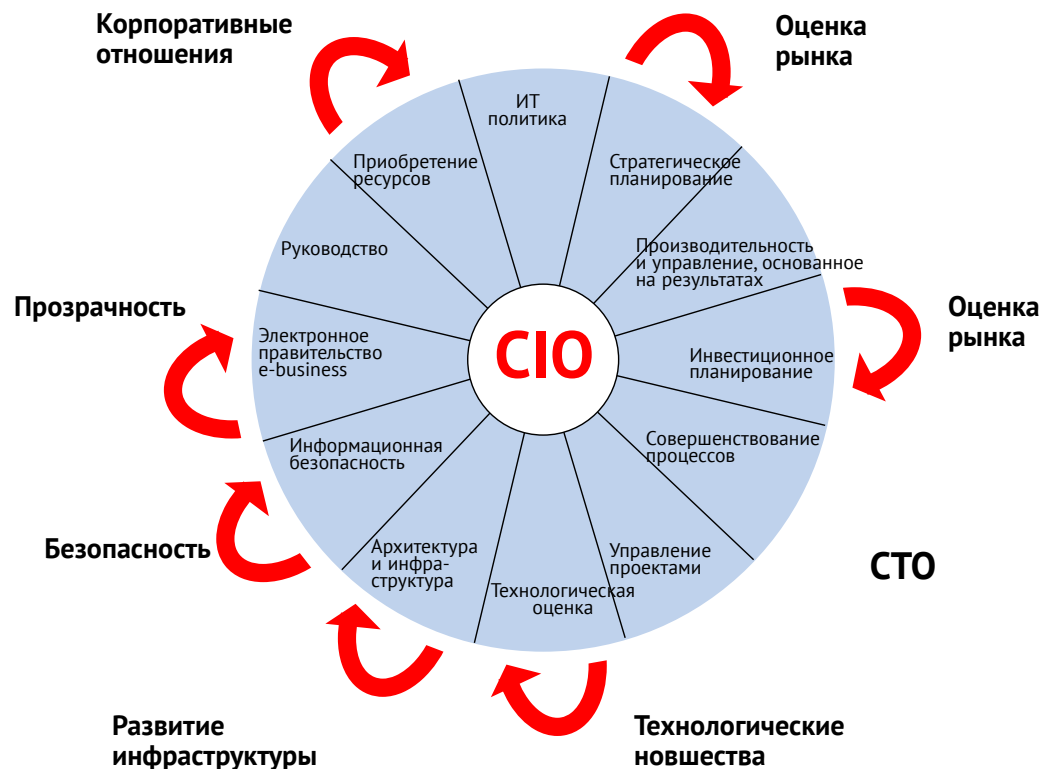 Корпоративные
отношения
Оценка
рынка
ИТ
политика
Приобретение
ресурсов
Стратегическое
планирование
Руководство
Производительность
и управление, основанное
на результатах
Прозрачность
Оценка
рынка
Электронное
правительство
e-business
CIO
Инвестиционное
планирование
Информационная
безопасность
Совершенствование
процессов
Безопасность
Архитектура
и инфра-
структура
Управление
проектами
Технологическая
оценка
СТО
Развитие
инфраструктуры
Технологические
новшества